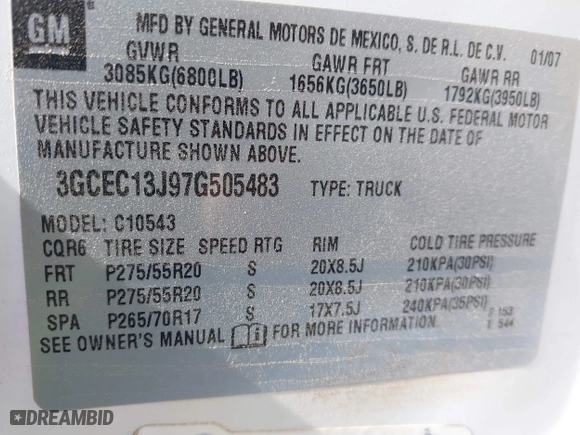 GM
®
MFD BY GENERAL MOTORS DE MEXICO, S. DE R.L. DE C.V. 01/07
GVWR GAWR FRT GAWR RR
3085KG(6800LB) 1656KG(3650LB) 1792KG(3950LB)
THIS VEHICLE CONFORMS TO ALL APPLICABLE U.S. FEDERAL MOTOR
VEHICLE SAFETY STANDARDS IN EFFECT ON THE DATE OF
MANUFACTURE SHOWN ABOVE.
3GCEC13J97G505483 TYPE: TRUCK
MODEL: C10543
CQR6 TIRE SIZE SPEED RTG RIM COLD TIRE PRESSURE
FRT P275/55R20 S 20X8.5J 210KPA(30PSI)
RR P275/55R20 S 20X8.5J 210KPA(30PSI)
SPA P265/70R17 S 17X7.5J 240KPA(35PSI)
SEE OWNER'S MANUAL FOR MORE INFORMATION
153
544
DREAMBID